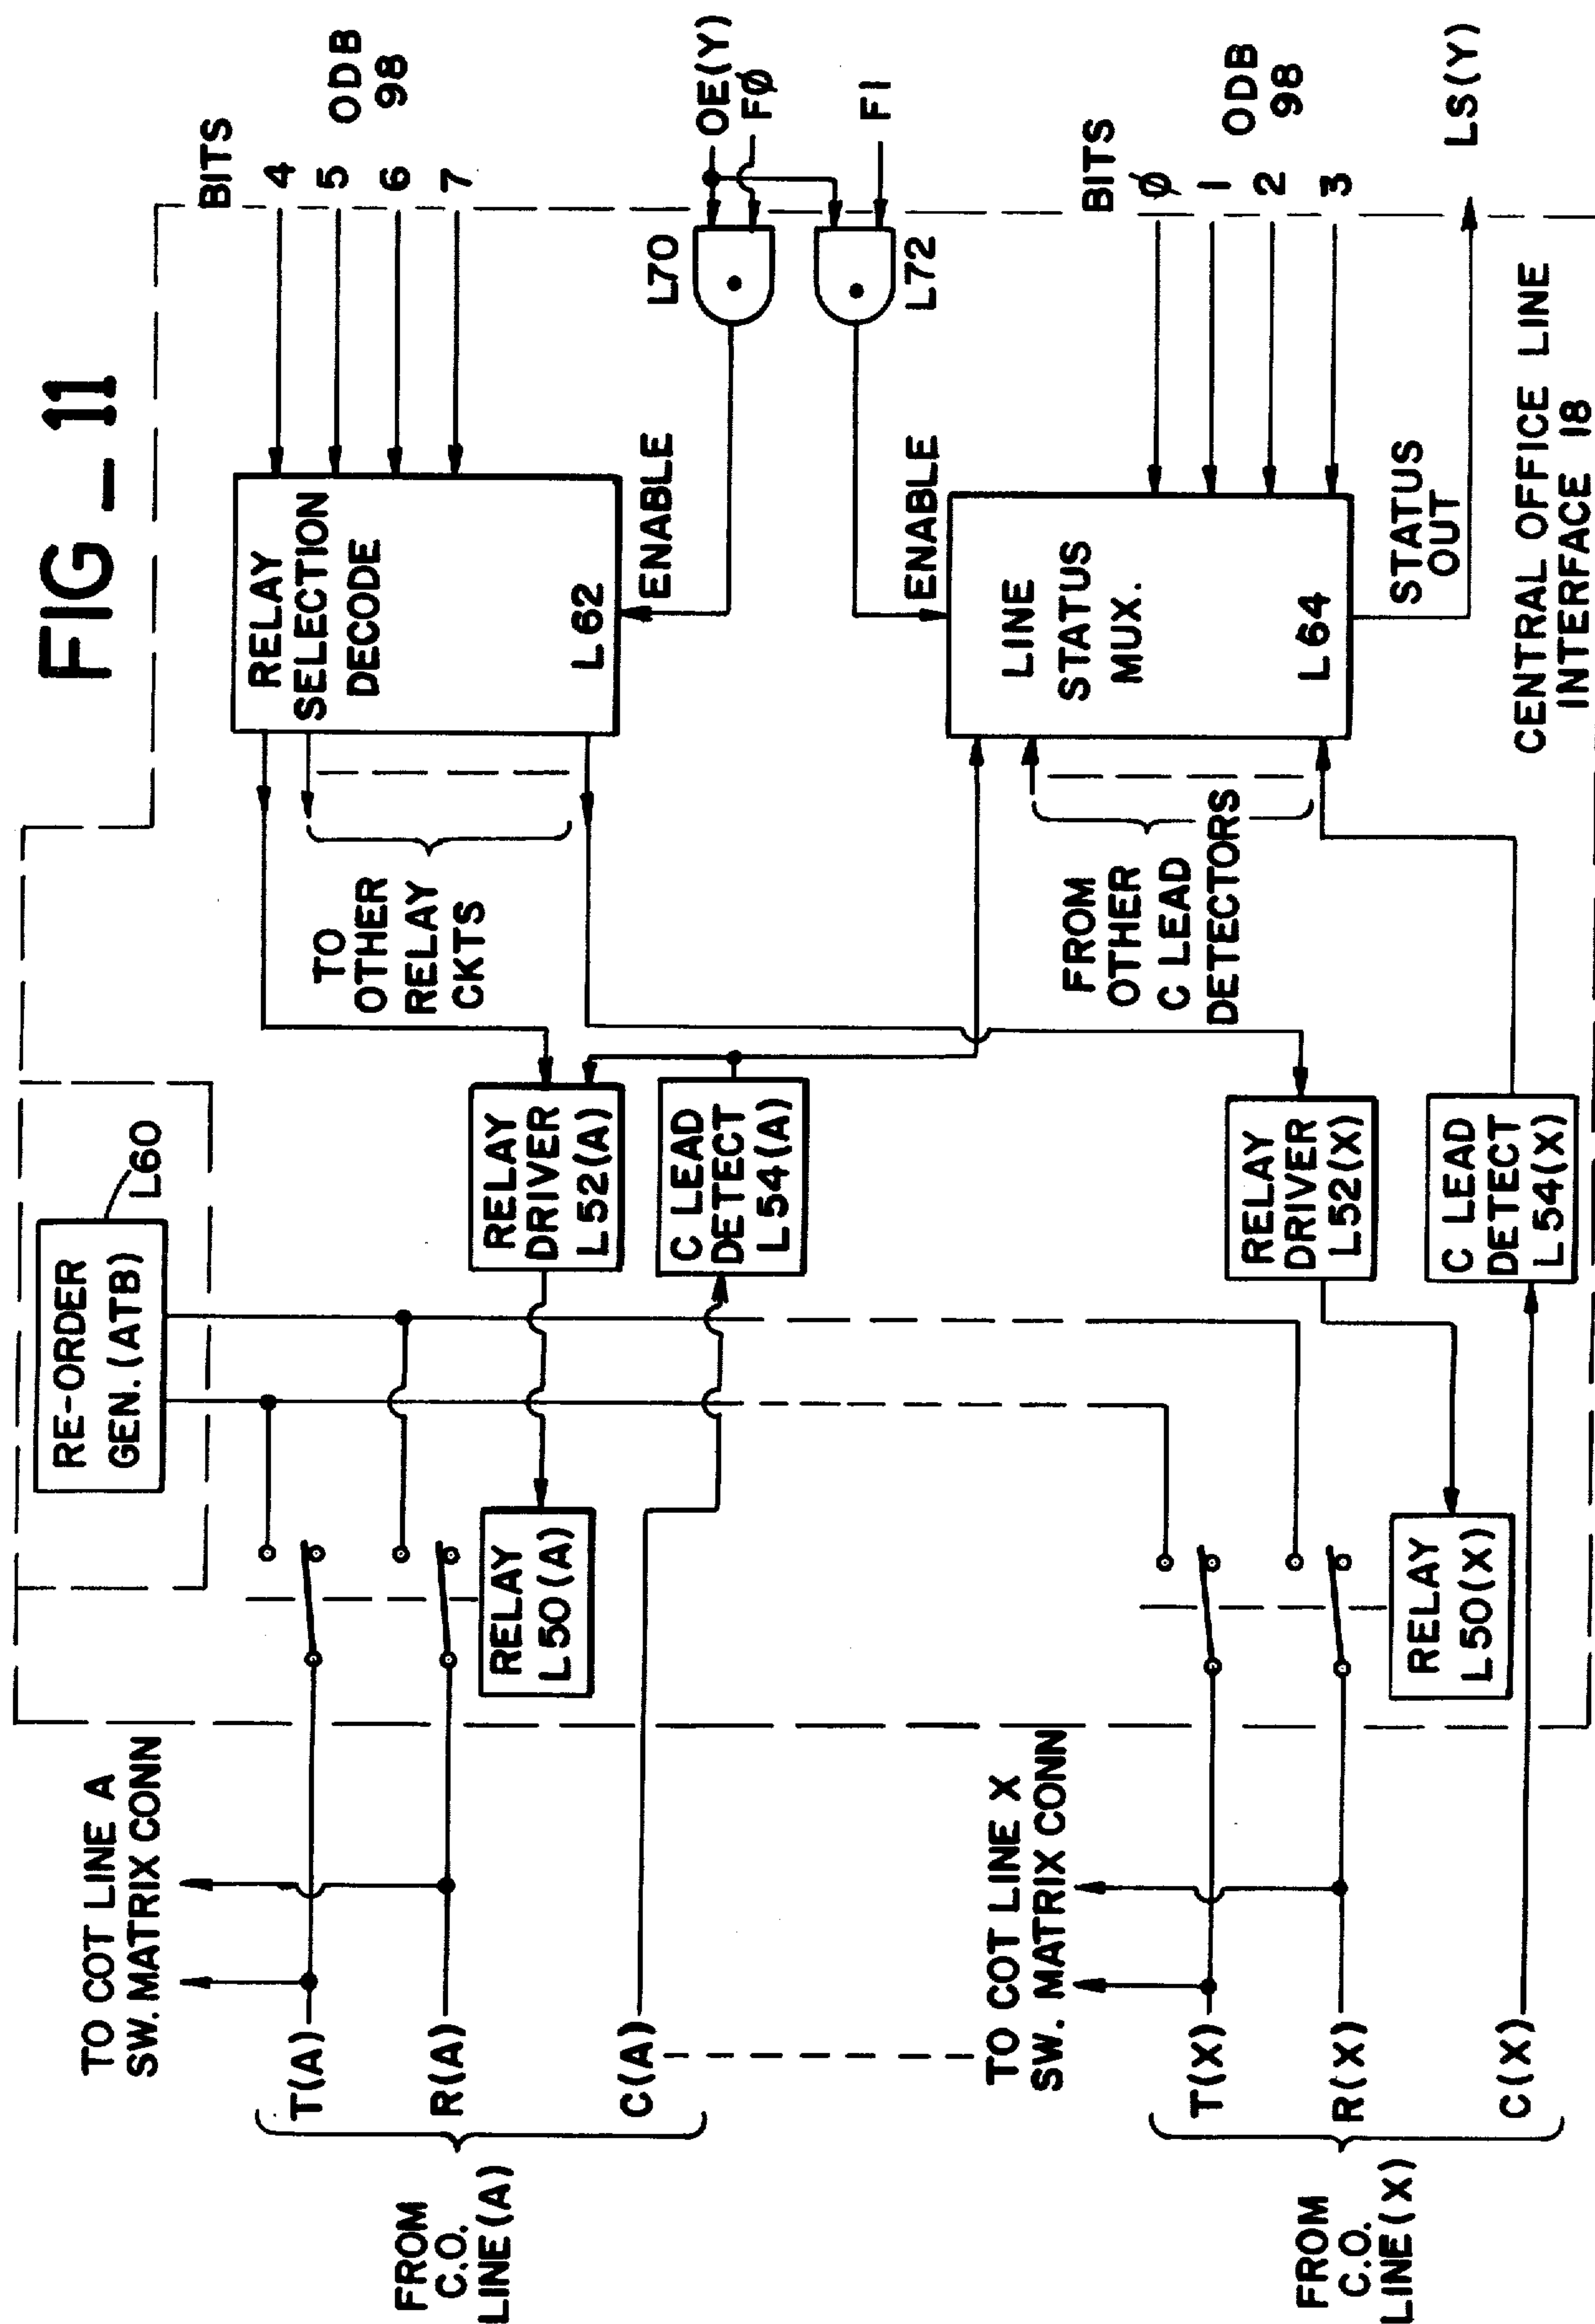 FIG_11
TO COT LINE A
SW. MATRIX CONN
FROM
C.O.
LINE (A)
T(A)
R(A)
C(A)
RE-ORDER
GEN. (ATB)
L60
RELAY
L50(A)
RELAY
DRIVER
L52(A)
C LEAD
DETECT
L54(A)
TO
OTHER
RELAY
CKTS
RELAY
SELECTION
DECODE
L62
ENABLE
BITS
4
5
6
7
ODB
98
L70
OE(Y)
FØ
L72
F1
TO COT LINE X
SW. MATRIX CONN
FROM
C.O.
LINE (X)
T(X)
R(X)
C(X)
RELAY
L50(X)
RELAY
DRIVER
L52(X)
C LEAD
DETECT
L54(X)
FROM
OTHER
C LEAD
DETECTORS
ENABLE
LINE
STATUS
MUX.
L64
BITS
Ø
1
2
3
ODB
98
STATUS
OUT
LS(Y)
CENTRAL OFFICE LINE
INTERFACE 18